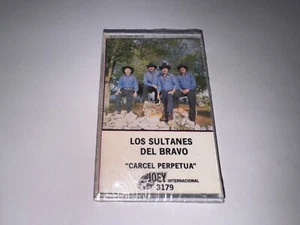 LOS SULTANES
DEL BRAVO
"CARCEL PERPETUA"
JOEY INTERNACIONAL
3179